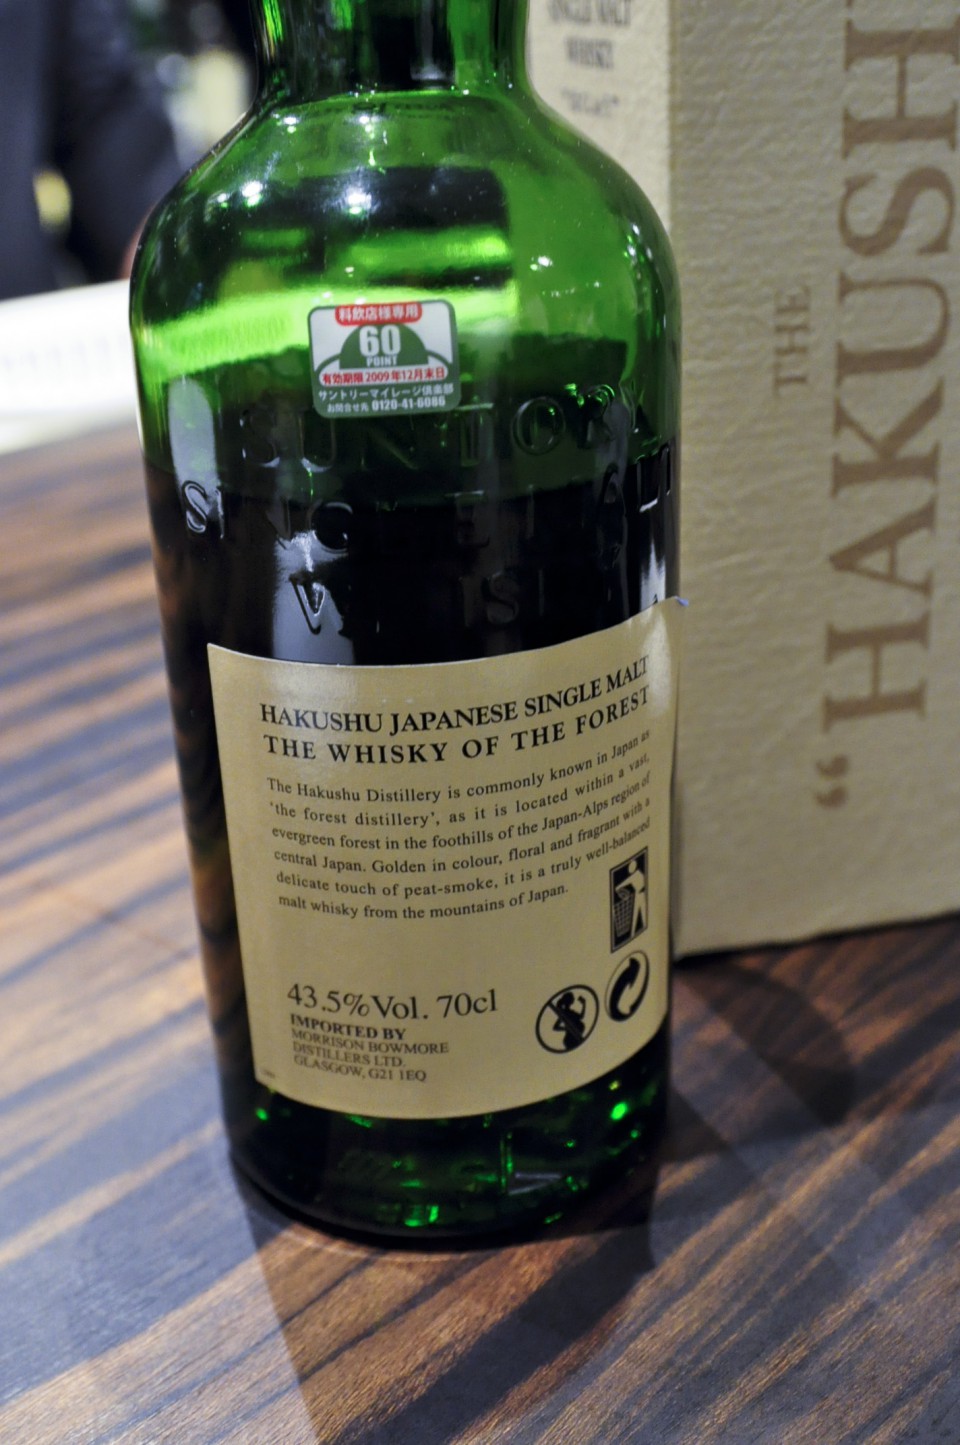 SINGLE MALT
WHISKY
THE
"HAKUSH
料飲店様専用
60
POINT
有効期限2009年12月末日
サントリーマイレージ倶楽部
お問合せ先 0120-41-6086
SUNTORY
SINGLE MALT
WHISKY
HAKUSHU JAPANESE SINGLE MALT
THE WHISKY OF THE FOREST
The Hakushu Distillery is commonly known in Japan as
'the forest distillery', as it is located within a vast,
evergreen forest in the foothills of the Japan-Alps region of
central Japan. Golden in colour, floral and fragrant with a
delicate touch of peat-smoke, it is a truly well-balanced
malt whisky from the mountains of Japan.
43.5%Vol. 70cl
IMPORTED BY
MORRISON BOWMORE
DISTILLERS LTD.
GLASGOW, G21 1EQ